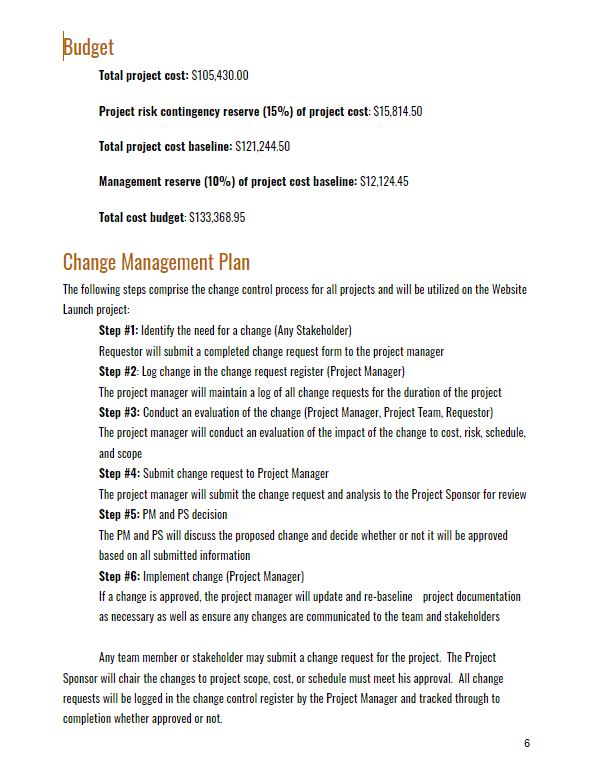 Budget
Total project cost: $105,430.00
Project risk contingency reserve (15%) of project cost: $15,814.50
Total project cost baseline: $121,244.50
Management reserve (10%) of project cost baseline: $12,124.45
Total cost budget: $133,368.95
Change Management Plan
The following steps comprise the change control process for all projects and will be utilized on the Website
Launch project:
Step #1: Identify the need for a change (Any Stakeholder)
Requestor will submit a completed change request form to the project manager
Step #2: Log change in the change request register (Project Manager)
The project manager will maintain a log of all change requests for the duration of the project
Step #3: Conduct an evaluation of the change (Project Manager, Project Team, Requestor)
The project manager will conduct an evaluation of the impact of the change to cost, risk, schedule,
and scope
Step #4: Submit change request to Project Manager
The project manager will submit the change request and analysis to the Project Sponsor for review
Step #5: PM and PS decision
The PM and PS will discuss the proposed change and decide whether or not it will be approved
based on all submitted information
Step #6: Implement change (Project Manager)
If a change is approved, the project manager will update and re-baseline project documentation
as necessary as well as ensure any changes are communicated to the team and stakeholders
Any team member or stakeholder may submit a change request for the project. The Project
Sponsor will chair the changes to project scope, cost, or schedule must meet his approval. All change
requests will be logged in the change control register by the Project Manager and tracked through to
completion whether approved or not.
6